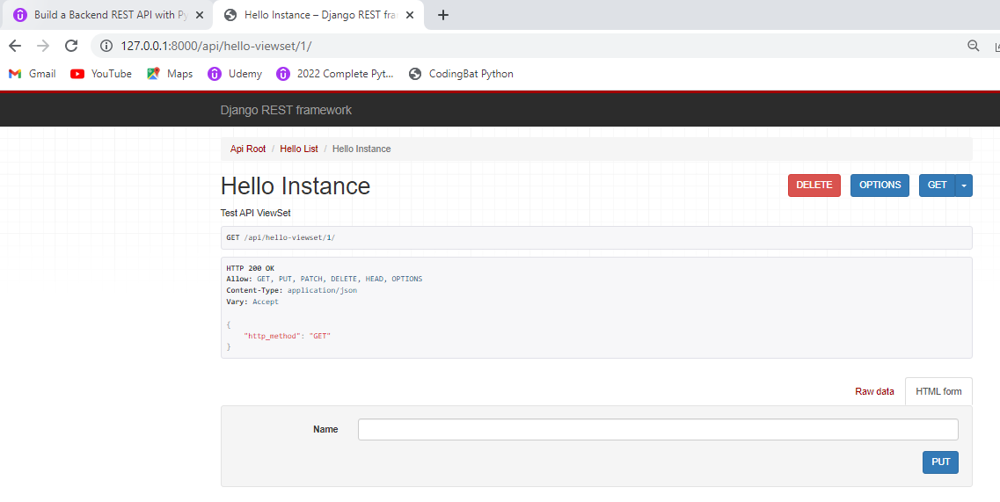 Build a Backend REST API with Py
Hello Instance – Django REST fra
127.0.0.1:8000/api/hello-viewset/1/
Gmail YouTube Maps Udemy 2022 Complete Pyt... CodingBat Python
Django REST framework
Api Root / Hello List / Hello Instance
Hello Instance DELETE OPTIONS GET
Test API ViewSet
GET /api/hello-viewset/1/
HTTP 200 OK
Allow: GET, PUT, PATCH, DELETE, HEAD, OPTIONS
Content-Type: application/json
Vary: Accept
{
"http_method": "GET"
}
Raw data HTML form
Name
PUT